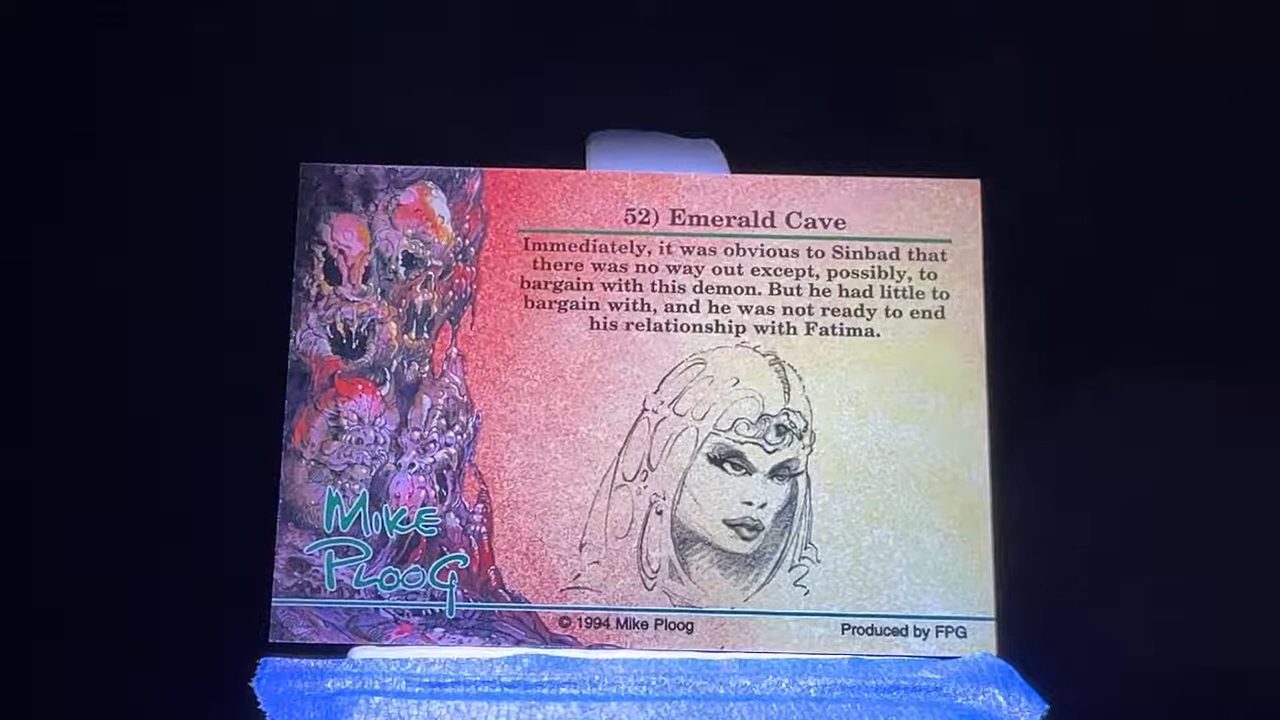 52) Emerald Cave
Immediately, it was obvious to Sinbad that
there was no way out except, possibly, to
bargain with this demon. But he had little to
bargain with, and he was not ready to end
his relationship with Fatima.
MIKE
PLOOG
© 1994 Mike Ploog
Produced by FPG